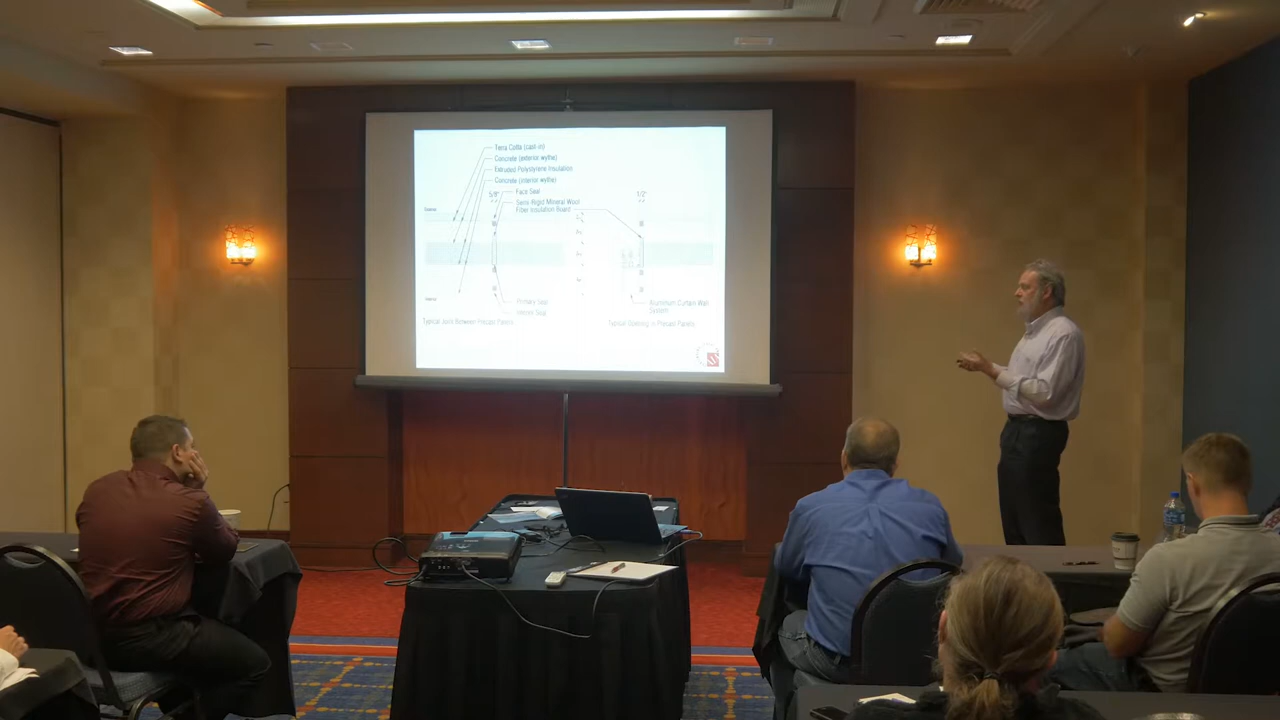 Terra Cotta (cast-in)
Concrete (exterior wythe)
Extruded Polystyrene Insulation
Concrete (interior wythe)
5/8"
Face Seal
1/2"
Semi-Rigid Mineral Wool
Fiber Insulation Board
Exterior
Interior
Primary Seal
Aluminum Curtain Wall
System
Interior Seal
Typical Joint Between Precast Panels
Typical Opening in Precast Panels